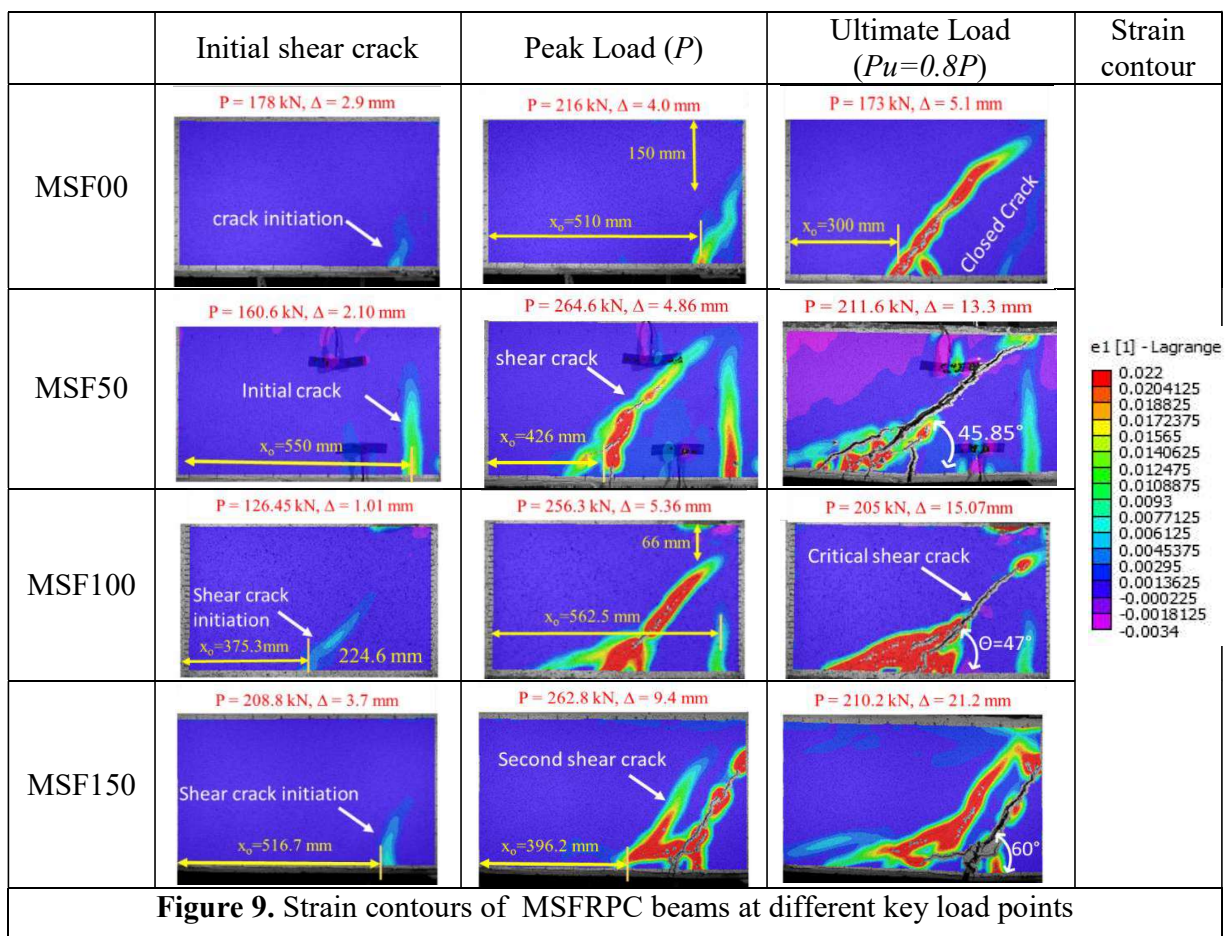 Initial shear crack
Peak Load (P)
Ultimate Load
(Pu=0.8P)
Strain
contour
MSF00
P = 178 kN, Δ = 2.9 mm
crack initiation
P = 216 kN, Δ = 4.0 mm
150 mm
xₒ=510 mm
P = 173 kN, Δ = 5.1 mm
xₒ=300 mm
Closed Crack
MSF50
P = 160.6 kN, Δ = 2.10 mm
Initial crack
xₒ=550 mm
P = 264.6 kN, Δ = 4.86 mm
shear crack
xₒ=426 mm
P = 211.6 kN, Δ = 13.3 mm
45.85°
MSF100
P = 126.45 kN, Δ = 1.01 mm
Shear crack
initiation
xₒ=375.3mm
224.6 mm
P = 256.3 kN, Δ = 5.36 mm
66 mm
xₒ=562.5 mm
P = 205 kN, Δ = 15.07mm
Critical shear crack
Θ=47°
MSF150
P = 208.8 kN, Δ = 3.7 mm
Shear crack initiation
xₒ=516.7 mm
P = 262.8 kN, Δ = 9.4 mm
Second shear crack
xₒ=396.2 mm
P = 210.2 kN, Δ = 21.2 mm
60°
e1 [1] - Lagrange
0.022
0.0204125
0.018825
0.0172375
0.01565
0.0140625
0.012475
0.0108875
0.0093
0.0077125
0.006125
0.0045375
0.00295
0.0013625
-0.000225
-0.0018125
-0.0034
Figure 9. Strain contours of MSFRPC beams at different key load points